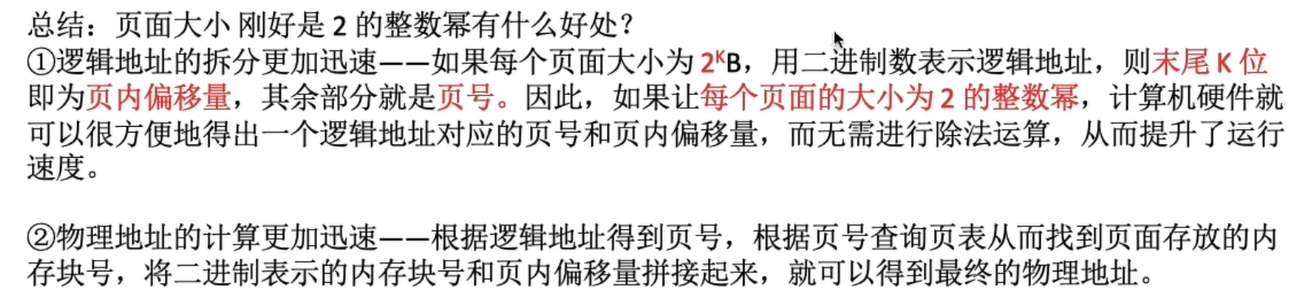 总结：页面大小 刚好是 2 的整数幂有什么好处？
①逻辑地址的拆分更加迅速——如果每个页面大小为 2ᴷB，用二进制数表示逻辑地址，则末尾 K 位
即为页内偏移量，其余部分就是页号。因此，如果让每个页面的大小为 2 的整数幂，计算机硬件就
可以很方便地得出一个逻辑地址对应的页号和页内偏移量，而无需进行除法运算，从而提升了运行
速度。
②物理地址的计算更加迅速——根据逻辑地址得到页号，根据页号查询页表从而找到页面存放的内
存块号，将二进制表示的内存块号和页内偏移量拼接起来，就可以得到最终的物理地址。